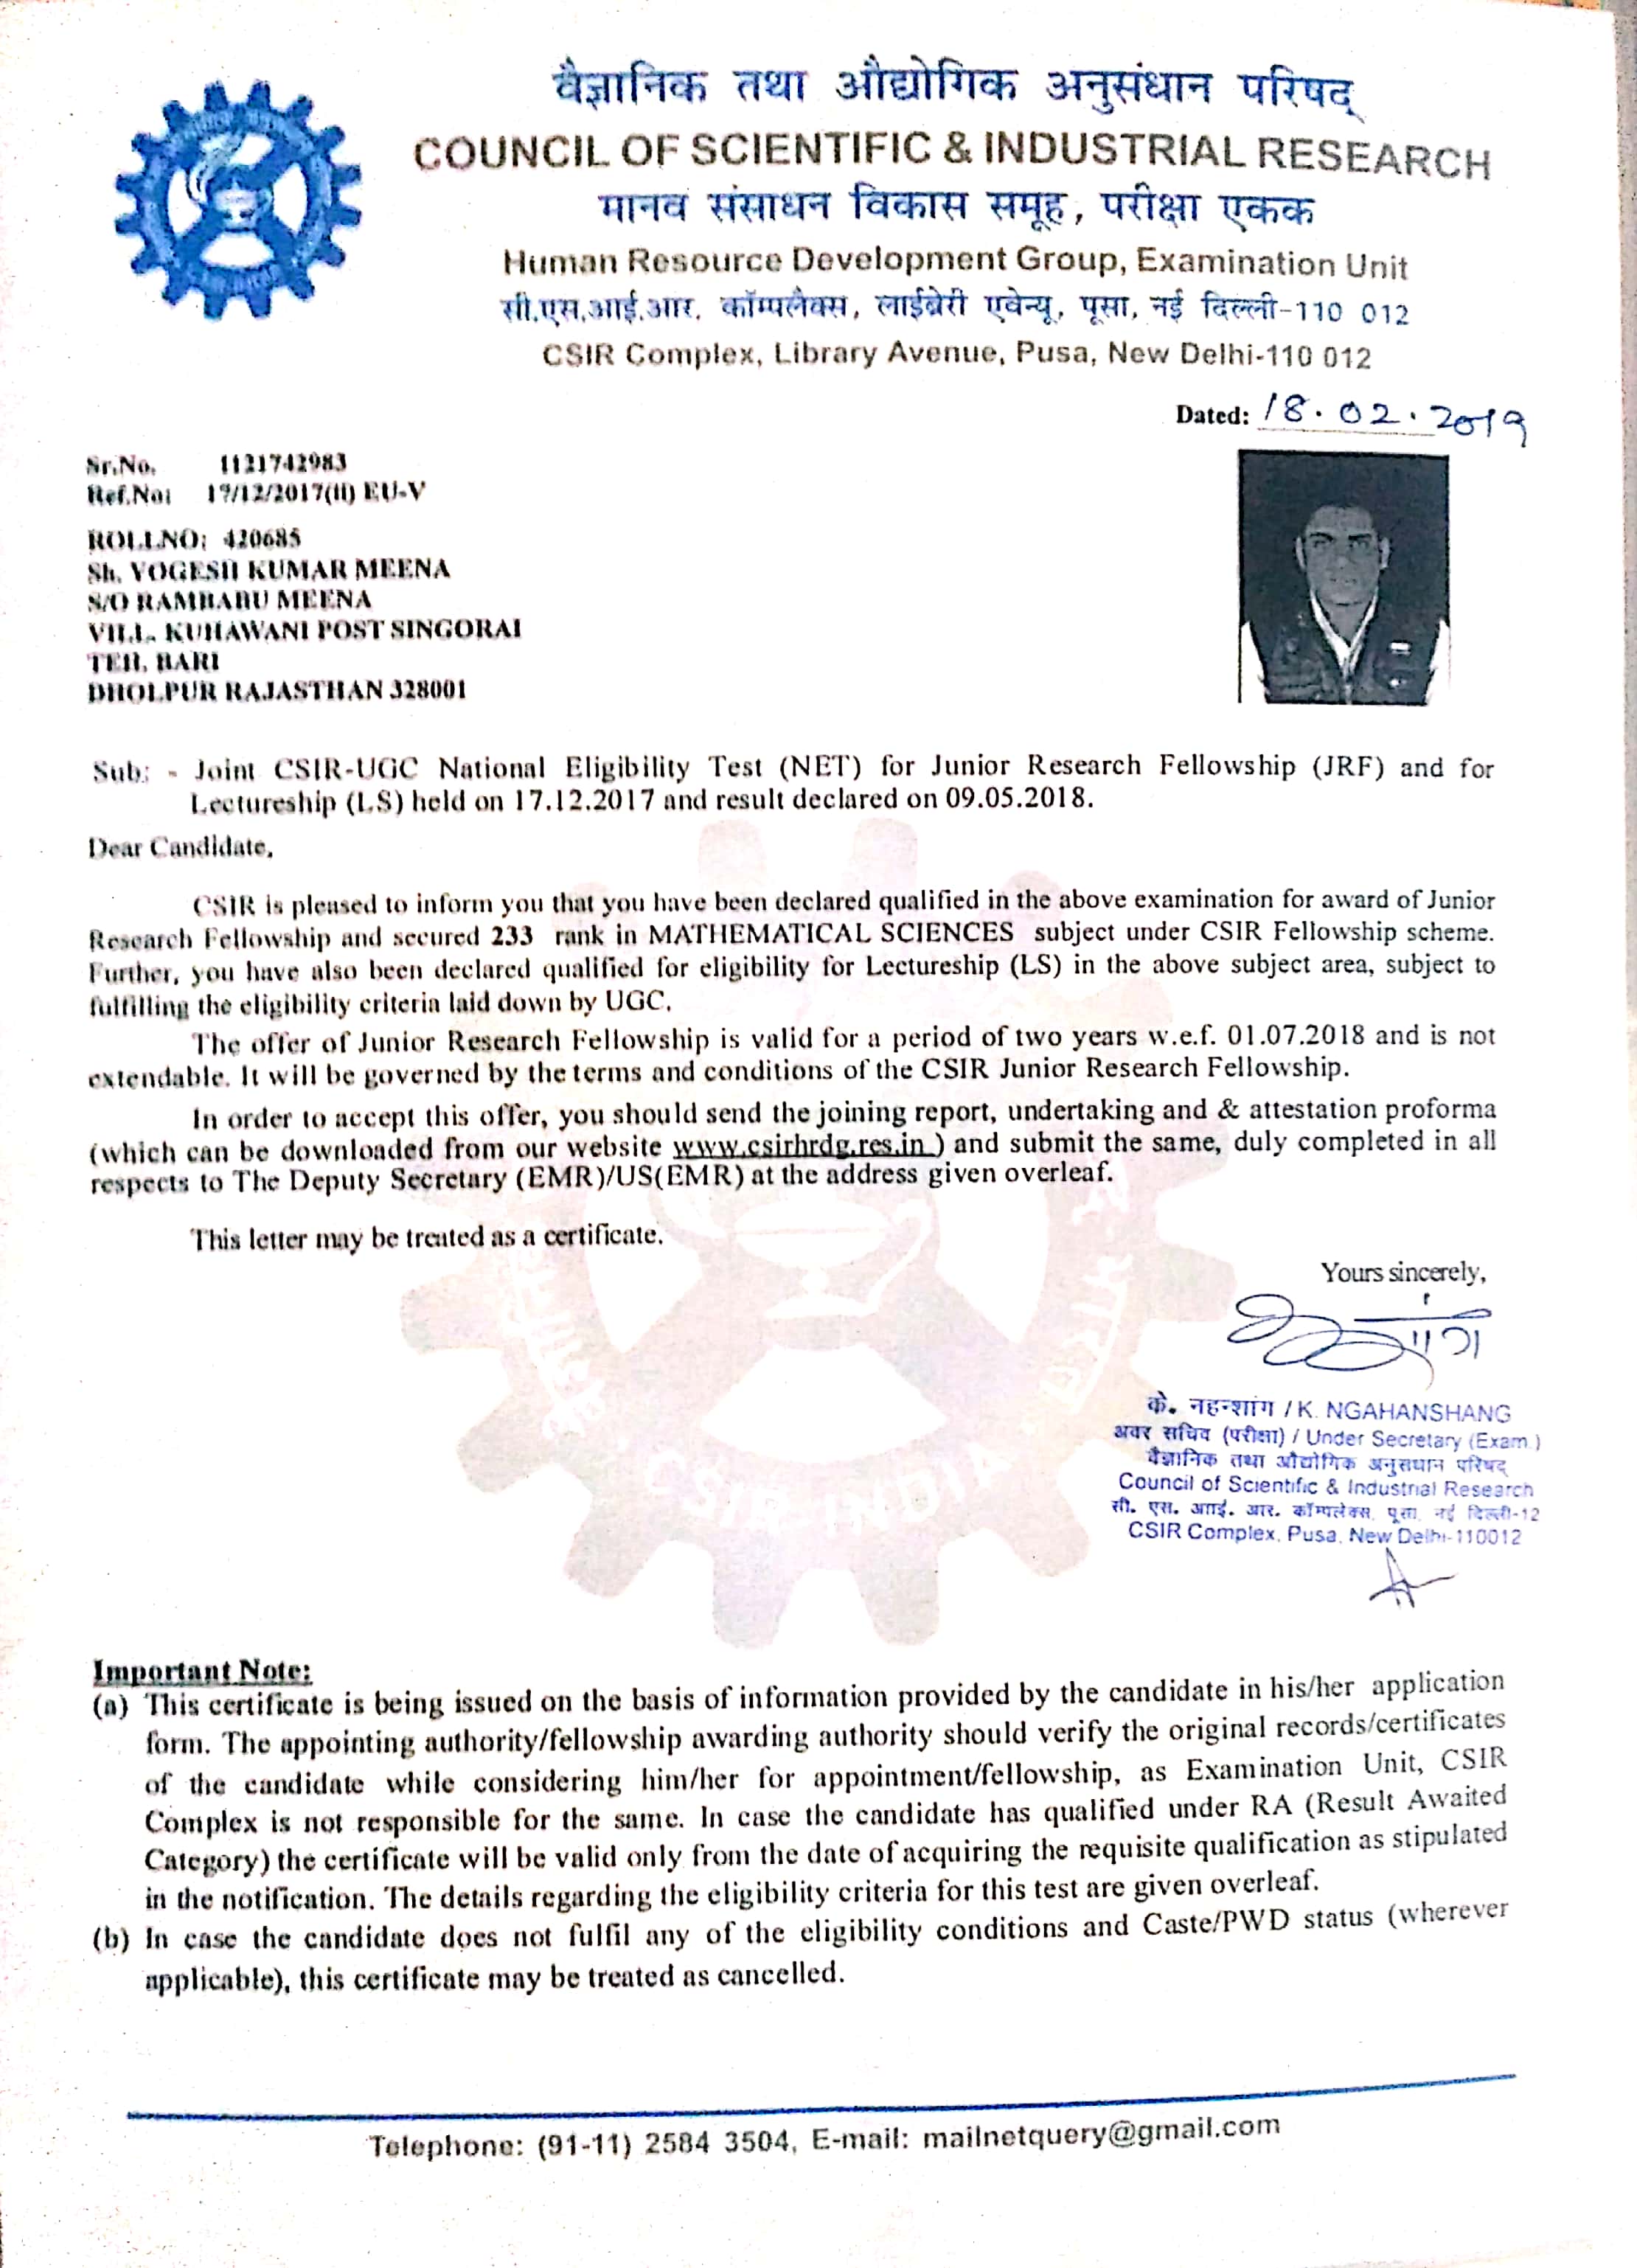 वैज्ञानिक तथा औद्योगिक अनुसंधान परिषद्
COUNCIL OF SCIENTIFIC & INDUSTRIAL RESEARCH
मानव संसाधन विकास समूह, परीक्षा एकक
Human Resource Development Group, Examination Unit
सी.एस.आई.आर. कॉम्पलैक्स, लाईब्रेरी एवेन्यू, पूसा, नई दिल्ली-110 012
CSIR Complex, Library Avenue, Pusa, New Delhi-110 012
Dated: 18.02.2019
Sr.No. 1121742983
Ref.No: 17/12/2017(II) EU-V
ROLLNO: 420685
Sh. YOGESH KUMAR MEENA
S/O RAMBABU MEENA
VILL. KUHAWANI POST SINGORAI
TEH. BARI
DHOLPUR RAJASTHAN 328001
Sub: - Joint CSIR-UGC National Eligibility Test (NET) for Junior Research Fellowship (JRF) and for
Lectureship (LS) held on 17.12.2017 and result declared on 09.05.2018.
Dear Candidate,
CSIR is pleased to inform you that you have been declared qualified in the above examination for award of Junior
Research Fellowship and secured 233 rank in MATHEMATICAL SCIENCES subject under CSIR Fellowship scheme.
Further, you have also been declared qualified for eligibility for Lectureship (LS) in the above subject area, subject to
fulfilling the eligibility criteria laid down by UGC.
The offer of Junior Research Fellowship is valid for a period of two years w.e.f. 01.07.2018 and is not
extendable. It will be governed by the terms and conditions of the CSIR Junior Research Fellowship.
In order to accept this offer, you should send the joining report, undertaking and & attestation proforma
(which can be downloaded from our website www.csirhrdg.res.in ) and submit the same, duly completed in all
respects to The Deputy Secretary (EMR)/US(EMR) at the address given overleaf.
This letter may be treated as a certificate.
Yours sincerely,
के. नहन्शांग / K. NGAHANSHANG
अवर सचिव (परीक्षा) / Under Secretary (Exam.)
वैज्ञानिक तथा औद्योगिक अनुसंधान परिषद्
Council of Scientific & Industrial Research
सी. एस. आाई. आर. कॉम्पलेक्स, पूसा, नई दिल्ली-12
CSIR Complex, Pusa, New Delhi-110012
CSIR INDIA
Important Note:
(a) This certificate is being issued on the basis of information provided by the candidate in his/her application
form. The appointing authority/fellowship awarding authority should verify the original records/certificates
of the candidate while considering him/her for appointment/fellowship, as Examination Unit, CSIR
Complex is not responsible for the same. In case the candidate has qualified under RA (Result Awaited
Category) the certificate will be valid only from the date of acquiring the requisite qualification as stipulated
in the notification. The details regarding the eligibility criteria for this test are given overleaf.
(b) In case the candidate does not fulfil any of the eligibility conditions and Caste/PWD status (wherever
applicable), this certificate may be treated as cancelled.
Telephone: (91-11) 2584 3504, E-mail: mailnetquery@gmail.com